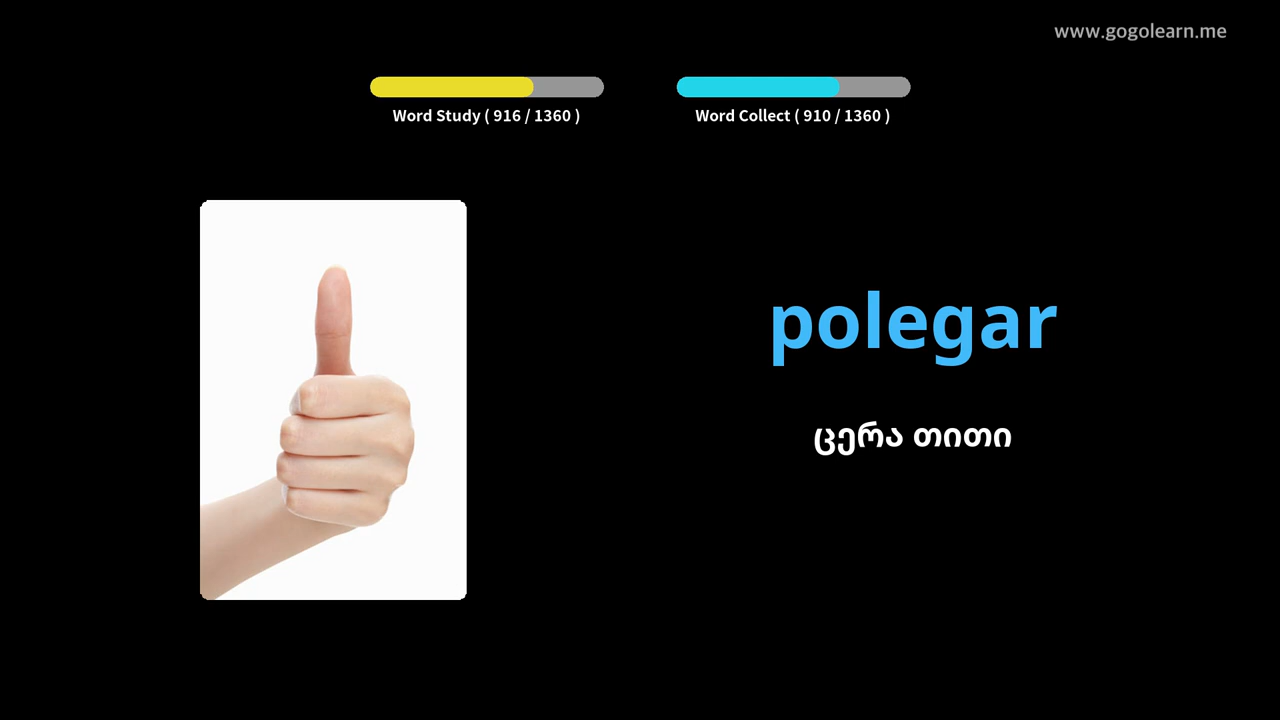 www.gogolearn.me
Word Study ( 916 / 1360 )
Word Collect ( 910 / 1360 )
polegar
ცერა თითი